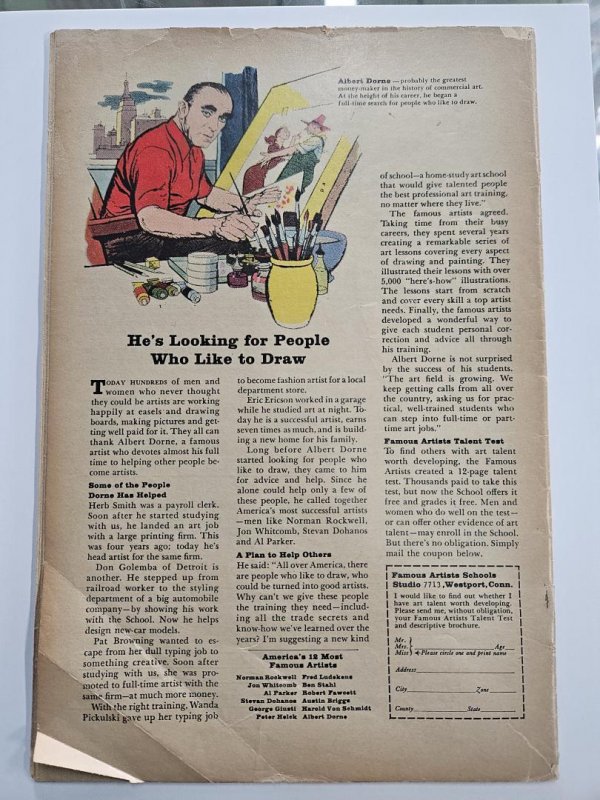 Albert Dorne — probably the greatest
money-maker in the history of commercial art.
At the height of his career, he began a
full-time search for people who like to draw.
He's Looking for People
Who Like to Draw
TODAY HUNDREDS of men and
women who never thought
they could be artists are working
happily at easels and drawing
boards, making pictures and get-
ting well paid for it. They all can
thank Albert Dorne, a famous
artist who devotes almost his full
time to helping other people be-
come artists.
Some of the People
Dorne Has Helped
Herb Smith was a payroll clerk.
Soon after he started studying
with us, he landed an art job
with a large printing firm. This
was four years ago; today he's
head artist for the same firm.
Don Golemba of Detroit is
another. He stepped up from
railroad worker to the styling
department of a big automobile
company—by showing his work
with the School. Now he helps
design new-car models.
Pat Browning wanted to es-
cape from her dull typing job to
something creative. Soon after
studying with us, she was pro-
moted to full-time artist with the
same firm—at much more money.
With the right training, Wanda
Pickulski gave up her typing job
to become fashion artist for a local
department store.
Eric Ericson worked in a garage
while he studied art at night. To-
day he is a successful artist, earns
seven times as much, and is build-
ing a new home for his family.
Long before Albert Dorne
started looking for people who
like to draw, they came to him
for advice and help. Since he
alone could help only a few of
these people, he called together
America's most successful artists
—men like Norman Rockwell,
Jon Whitcomb, Stevan Dohanos
and Al Parker.
A Plan to Help Others
He said: "All over America, there
are people who like to draw, who
could be turned into good artists.
Why can't we give these people
the training they need—includ-
ing all the trade secrets and
know-how we've learned over the
years? I'm suggesting a new kind
America's 12 Most
Famous Artists
Norman Rockwell Fred Ludekens
Jon Whitcomb Ben Stahl
Al Parker Robert Fawcett
Stevan Dohanos Austin Briggs
George Giusti Harold Von Schmidt
Peter Helck Albert Dorne
of school—a home-study art school
that would give talented people
the best professional art training,
no matter where they live."
The famous artists agreed.
Taking time from their busy
careers, they spent several years
creating a remarkable series of
art lessons covering every aspect
of drawing and painting. They
illustrated their lessons with over
5,000 "here's-how" illustrations.
The lessons start from scratch
and cover every skill a top artist
needs. Finally, the famous artists
developed a wonderful way to
give each student personal cor-
rection and advice all through
his training.
Albert Dorne is not surprised
by the success of his students.
"The art field is growing. We
keep getting calls from all over
the country, asking us for prac-
tical, well-trained students who
can step into full-time or part-
time art jobs."
Famous Artists Talent Test
To find others with art talent
worth developing, the Famous
Artists created a 12-page talent
test. Thousands paid to take this
test, but now the School offers it
free and grades it free. Men and
women who do well on the test—
or can offer other evidence of art
talent—may enroll in the School.
But there's no obligation. Simply
mail the coupon below.
Famous Artists Schools
Studio 7713, Westport, Conn.
I would like to find out whether I
have art talent worth developing.
Please send me, without obligation,
your Famous Artists Talent Test
and descriptive brochure.
Mr.
Mrs. Age
Miss Please circle one and print name
Address
City Zone
County State